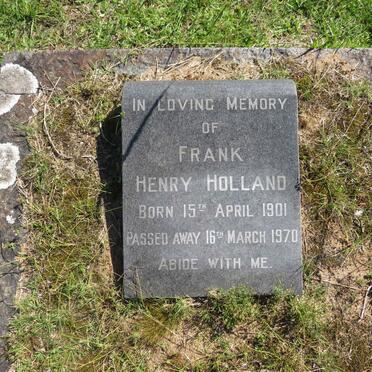 IN LOVING MEMORY
OF
FRANK
HENRY HOLLAND
BORN 15TH APRIL 1901
PASSED AWAY 16TH MARCH 1970
ABIDE WITH ME.